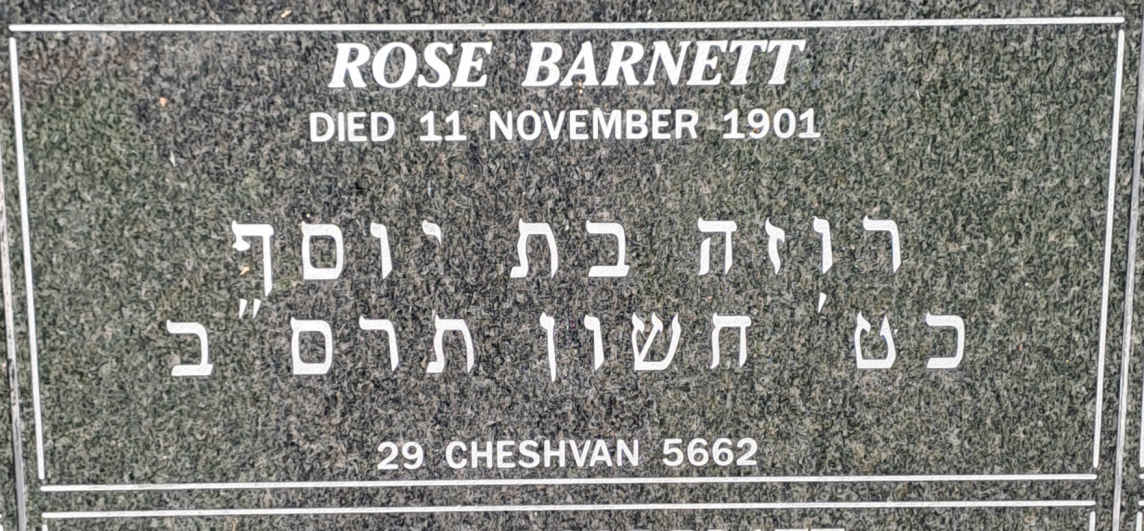 ROSE BARNETT
DIED 11 NOVEMBER 1901
רוזה בת יוסף
כט' חשון תרס"ב
29 CHESHVAN 5662